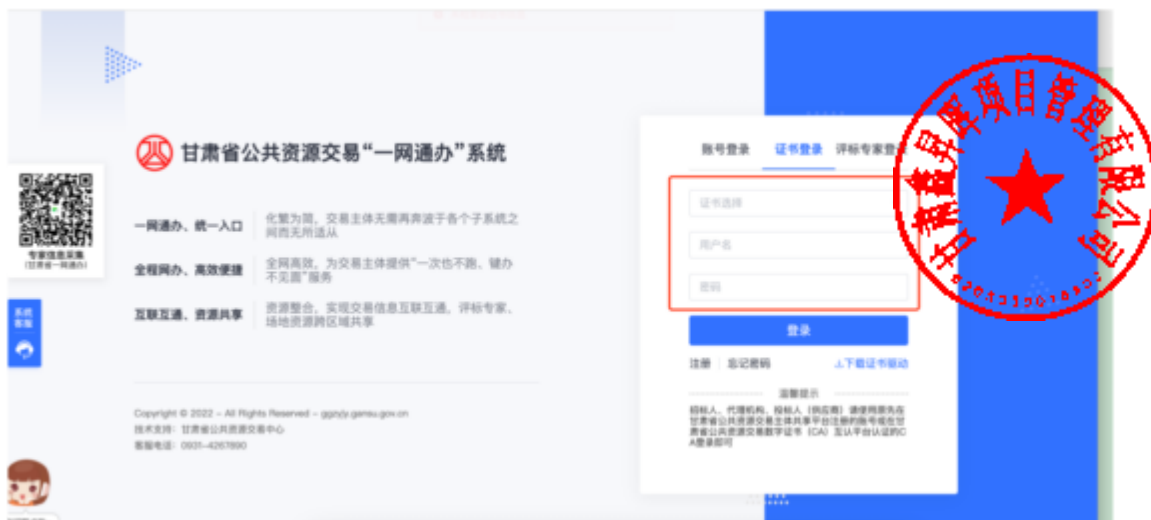 甘肃省公共资源交易“一网通办”系统
一网通办、统一入口
化繁为简，交易主体无需再奔波于各个子系统之
间而无所适从
全程网办、高效便捷
全网高效，为交易主体提供“一次也不跑、键办
不见面”服务
互联互通、资源共享
资源整合，实现交易信息互联互通，评标专家、
场地资源跨区域共享
Copyright © 2022 - All Rights Reserved - ggzyjy.gansu.gov.cn
技术支持：甘肃省公共资源交易中心
客服电话：0931-4267890
专家信息采集
(甘肃省一网通办)
系统
客服
账号登录 证书登录 评标专家登
证书选择
用户名
密码
登录
注册 忘记密码 下载证书驱动
温馨提示
招标人、代理机构、投标人（供应商）请使用原先在
甘肃省公共资源交易主体共享平台注册的账号或在甘
肃省公共资源交易数字证书（CA）互认平台认证的C
A登录即可
甘肃鑫昇晖项目管理有限公司